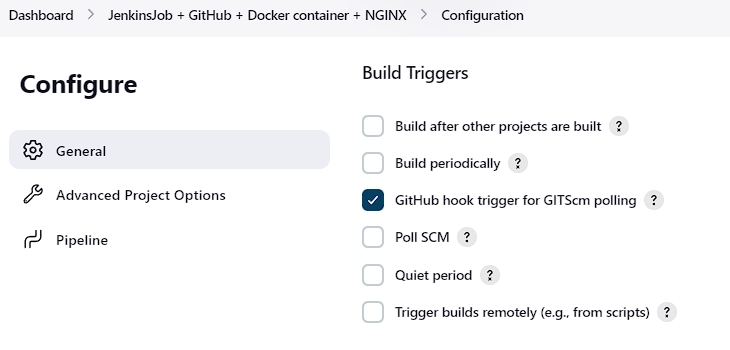 Dashboard > JenkinsJob + GitHub + Docker container + NGINX > Configuration
Configure
General
Advanced Project Options
Pipeline
Build Triggers
Build after other projects are built ?
Build periodically ?
GitHub hook trigger for GITScm polling ?
Poll SCM ?
Quiet period ?
Trigger builds remotely (e.g., from scripts) ?